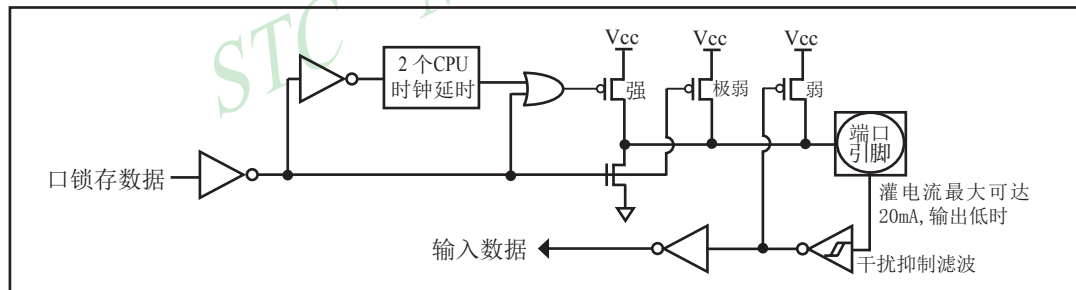 STC
Vcc
Vcc
Vcc
2个CPU
时钟延时
强
极弱
弱
端口
引脚
口锁存数据
灌电流最大可达
20mA,输出低时
输入数据
干扰抑制滤波